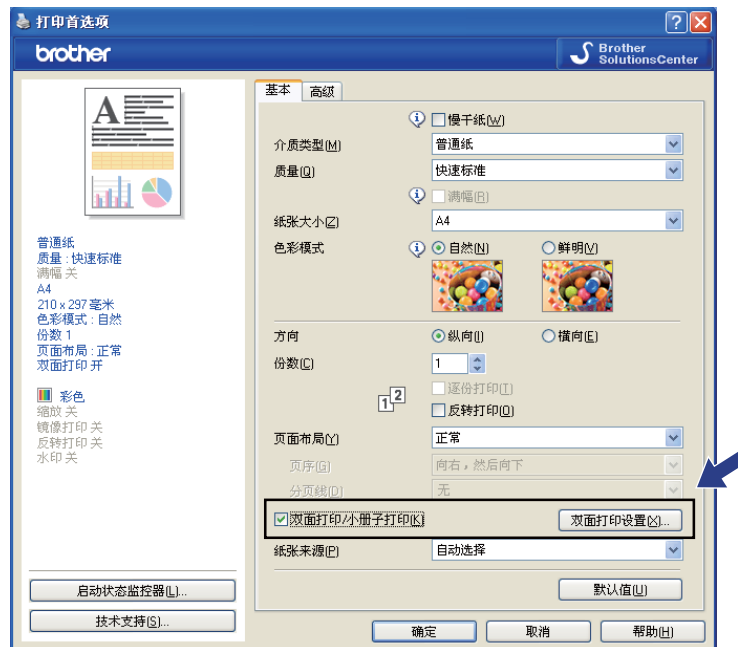 打印首选项
brother
Brother
SolutionsCenter
A
普通纸
质量 : 快速标准
满幅 关
A4
210 x 297 毫米
色彩模式 : 自然
份数 1
页面布局 : 正常
双面打印 开
彩色
缩放 关
镜像打印 关
反转打印 关
水印 关
启动状态监控器(L)...
技术支持(S)...
基本 高级
慢干纸(W)
介质类型(M) 普通纸
质量(Q) 快速标准
满幅(R)
纸张大小(Z) A4
色彩模式 自然(N) 鲜明(V)
方向 纵向(I) 横向(E)
份数(C) 1
1 2
逐份打印(T)
反转打印(O)
页面布局(Y) 正常
页序(G) 向右，然后向下
分页线(D) 无
双面打印/小册子打印(K) 双面打印设置(X)...
纸张来源(P) 自动选择
默认值(U)
确定 取消 帮助(H)